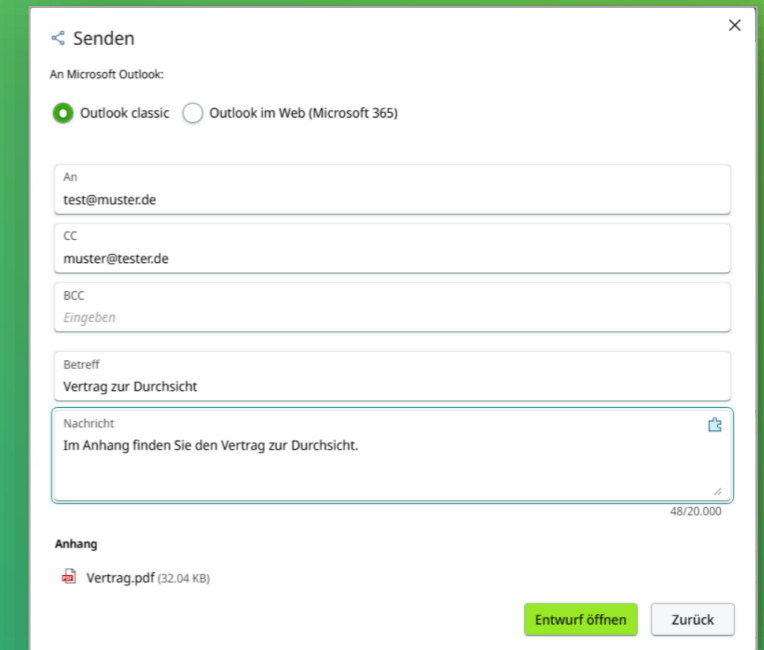 Senden
An Microsoft Outlook:
Outlook classic Outlook im Web (Microsoft 365)
An
test@muster.de
CC
muster@tester.de
BCC
Eingeben
Betreff
Vertrag zur Durchsicht
Nachricht
Im Anhang finden Sie den Vertrag zur Durchsicht.
48/20.000
Anhang
PDF Vertrag.pdf (32.04 KB)
Entwurf öffnen Zurück